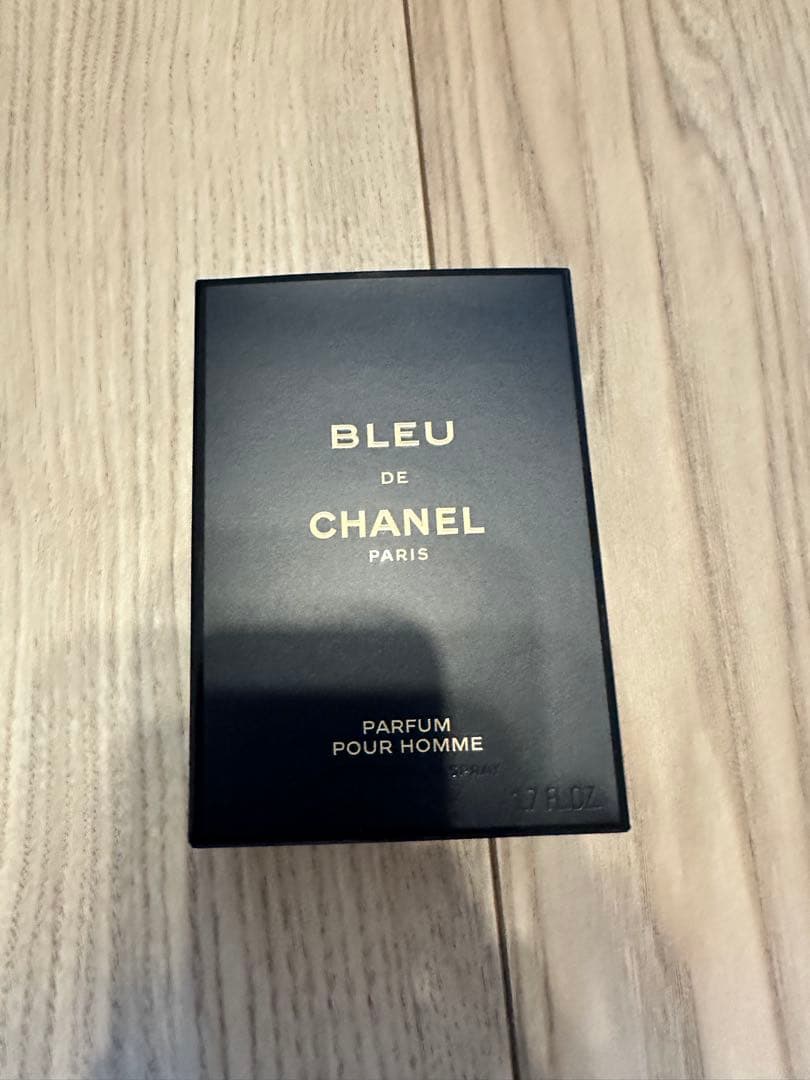 BLEU
DE
CHANEL
PARIS
PARFUM
POUR HOMME
SPRAY
1.7 FL.OZ.